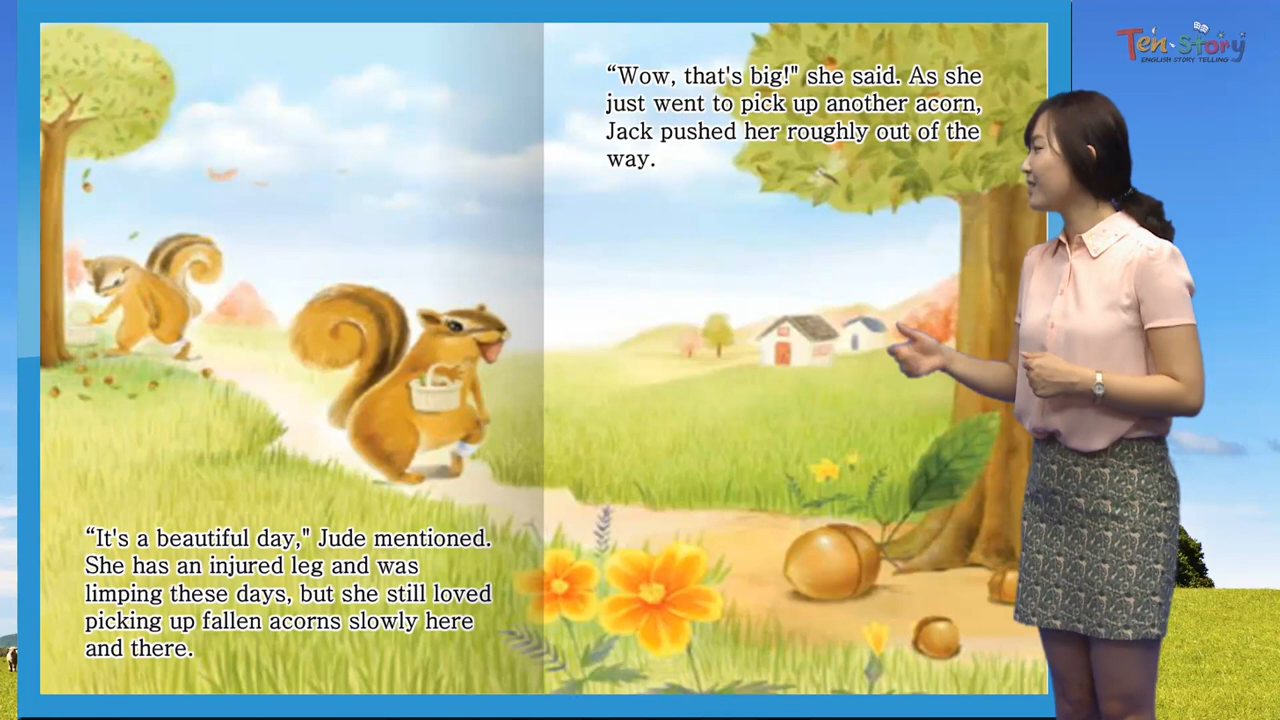 “It's a beautiful day," Jude mentioned.
She has an injured leg and was
limping these days, but she still loved
picking up fallen acorns slowly here
and there.
“Wow, that's big!" she said. As she
just went to pick up another acorn,
Jack pushed her roughly out of the
way.
Ten-Story
ENGLISH STORY TELLING